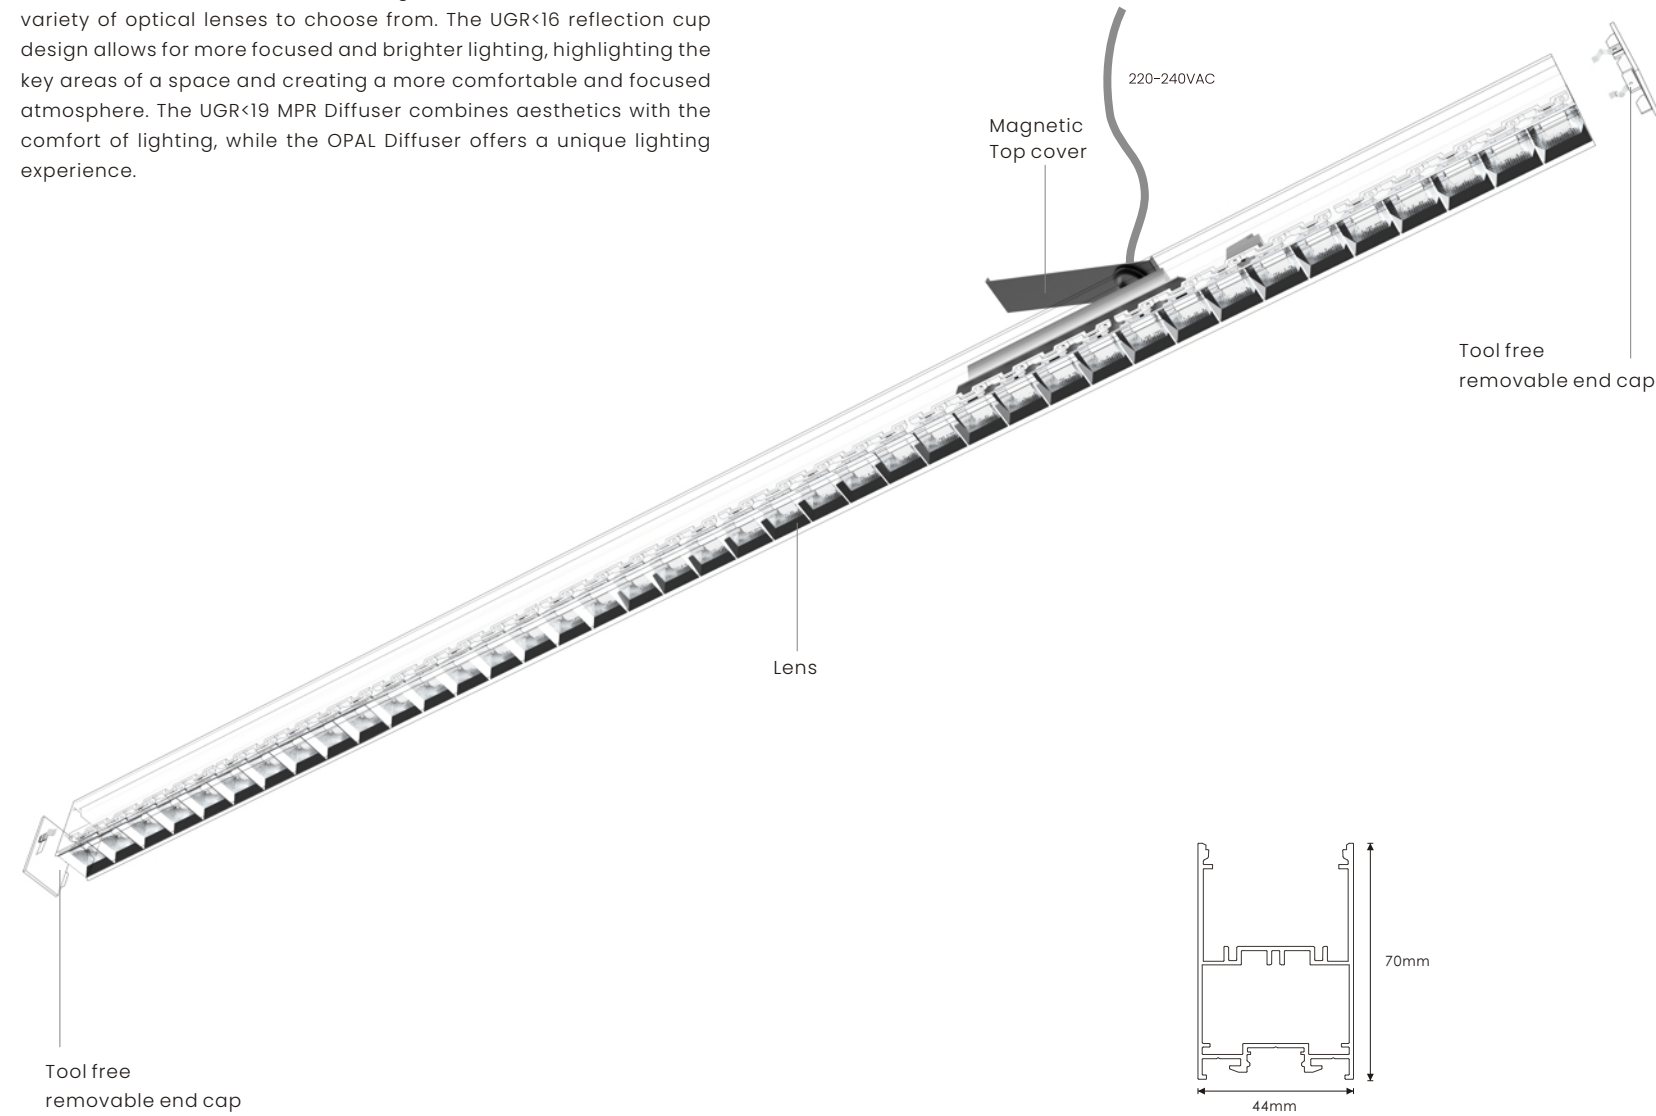 variety of optical lenses to choose from. The UGR<16 reflection cup
design allows for more focused and brighter lighting, highlighting the
key areas of a space and creating a more comfortable and focused
atmosphere. The UGR<19 MPR Diffuser combines aesthetics with the
comfort of lighting, while the OPAL Diffuser offers a unique lighting
experience.
220-240VAC
Magnetic
Top cover
Tool free
removable end cap
Lens
70mm
44mm
Tool free
removable end cap